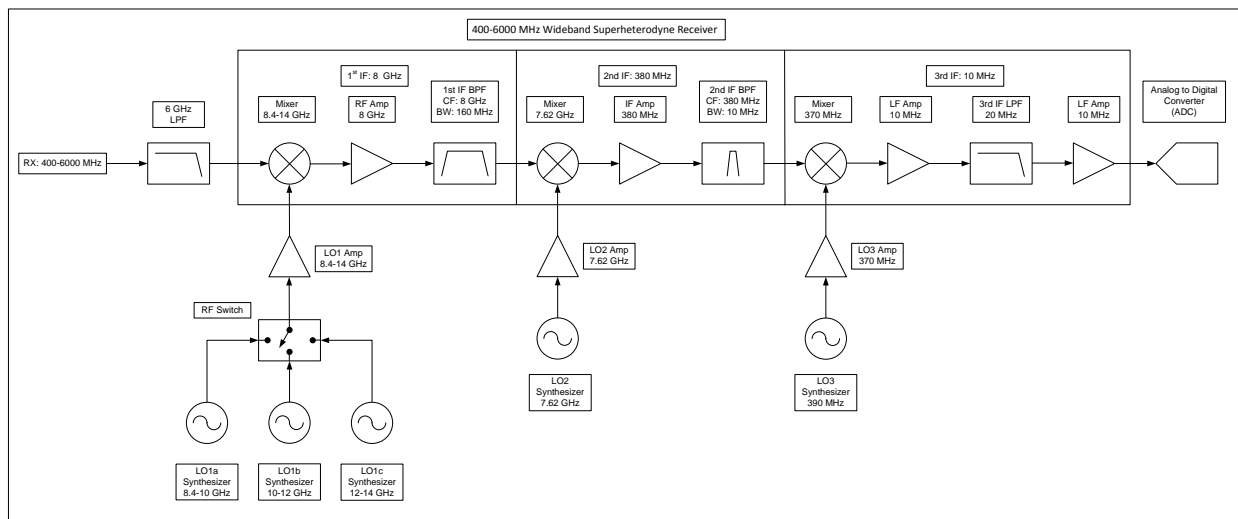 400-6000 MHz Wideband Superheterodyne Receiver
1st IF: 8 GHz
2nd IF: 380 MHz
3rd IF: 10 MHz
6 GHz
LPF
Mixer
8.4-14 GHz
RF Amp
8 GHz
1st IF BPF
CF: 8 GHz
BW: 160 MHz
Mixer
7.62 GHz
IF Amp
380 MHz
2nd IF BPF
CF: 380 MHz
BW: 10 MHz
Mixer
370 MHz
LF Amp
10 MHz
3rd IF LPF
20 MHz
LF Amp
10 MHz
Analog to Digital
Converter
(ADC)
RX: 400-6000 MHz
LO1 Amp
8.4-14 GHz
LO2 Amp
7.62 GHz
LO3 Amp
370 MHz
RF Switch
LO2
Synthesizer
7.62 GHz
LO3
Synthesizer
390 MHz
LO1a
Synthesizer
8.4-10 GHz
LO1b
Synthesizer
10-12 GHz
LO1c
Synthesizer
12-14 GHz